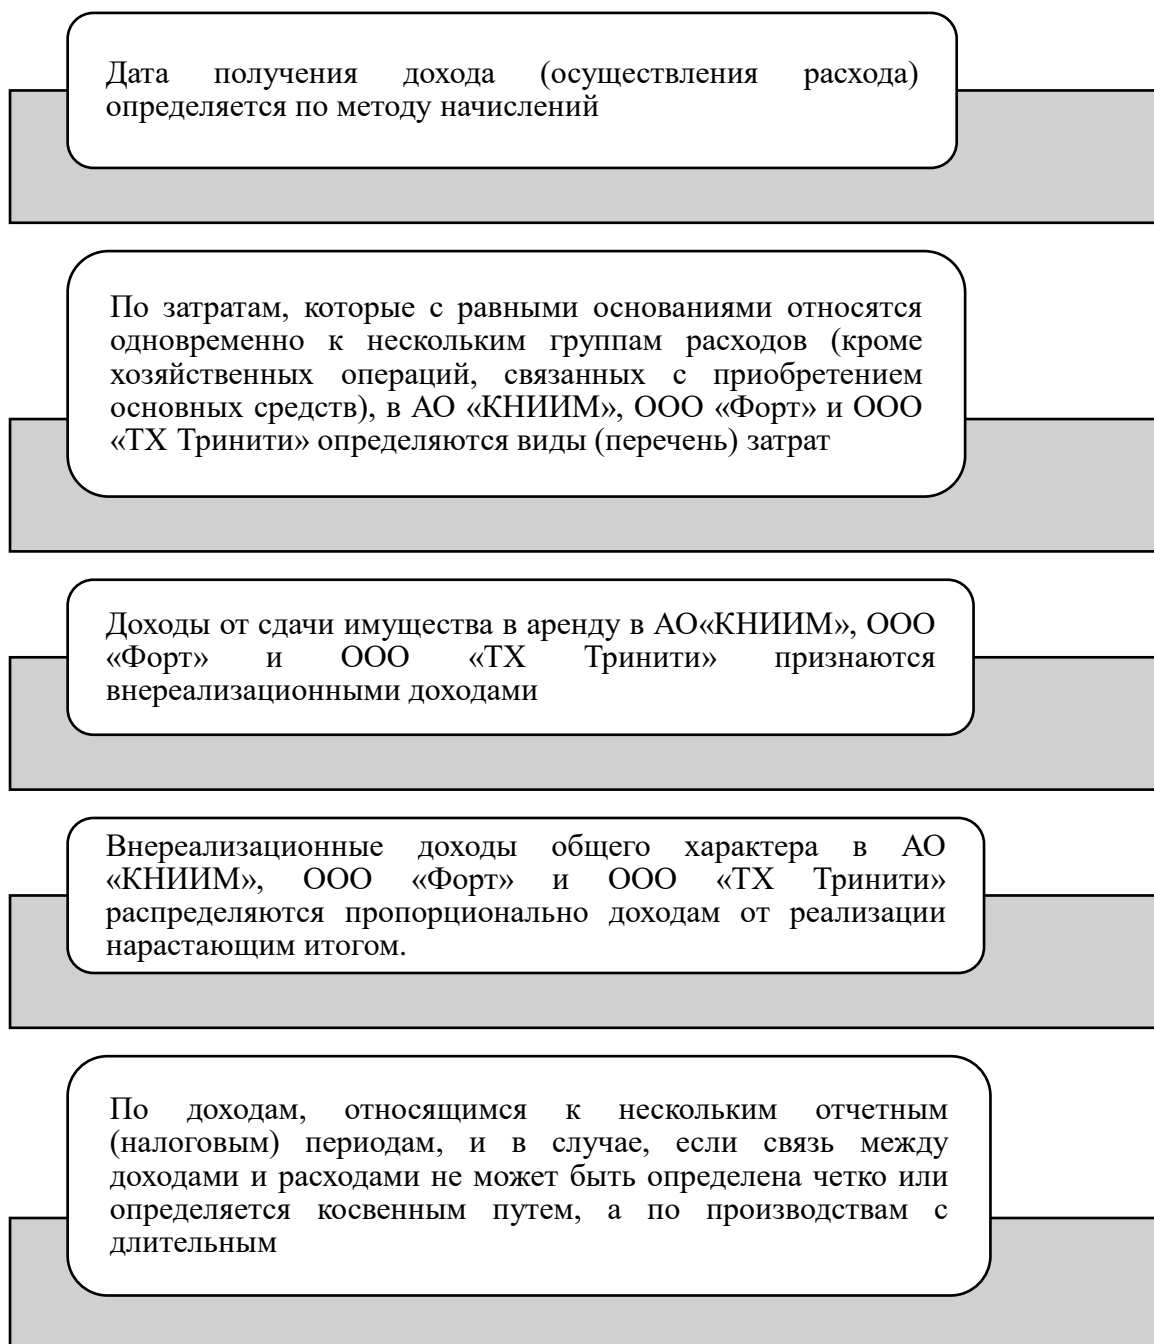 Дата получения дохода (осуществления расхода)
определяется по методу начислений
По затратам, которые с равными основаниями относятся
одновременно к нескольким группам расходов (кроме
хозяйственных операций, связанных с приобретением
основных средств), в АО «КНИИМ», ООО «Форт» и ООО
«ТХ Тринити» определяются виды (перечень) затрат
Доходы от сдачи имущества в аренду в АО«КНИИМ», ООО
«Форт» и ООО «ТХ Тринити» признаются
внереализационными доходами
Внереализационные доходы общего характера в АО
«КНИИМ», ООО «Форт» и ООО «ТХ Тринити»
распределяются пропорционально доходам от реализации
нарастающим итогом.
По доходам, относящимся к нескольким отчетным
(налоговым) периодам, и в случае, если связь между
доходами и расходами не может быть определена четко или
определяется косвенным путем, а по производствам с
длительным